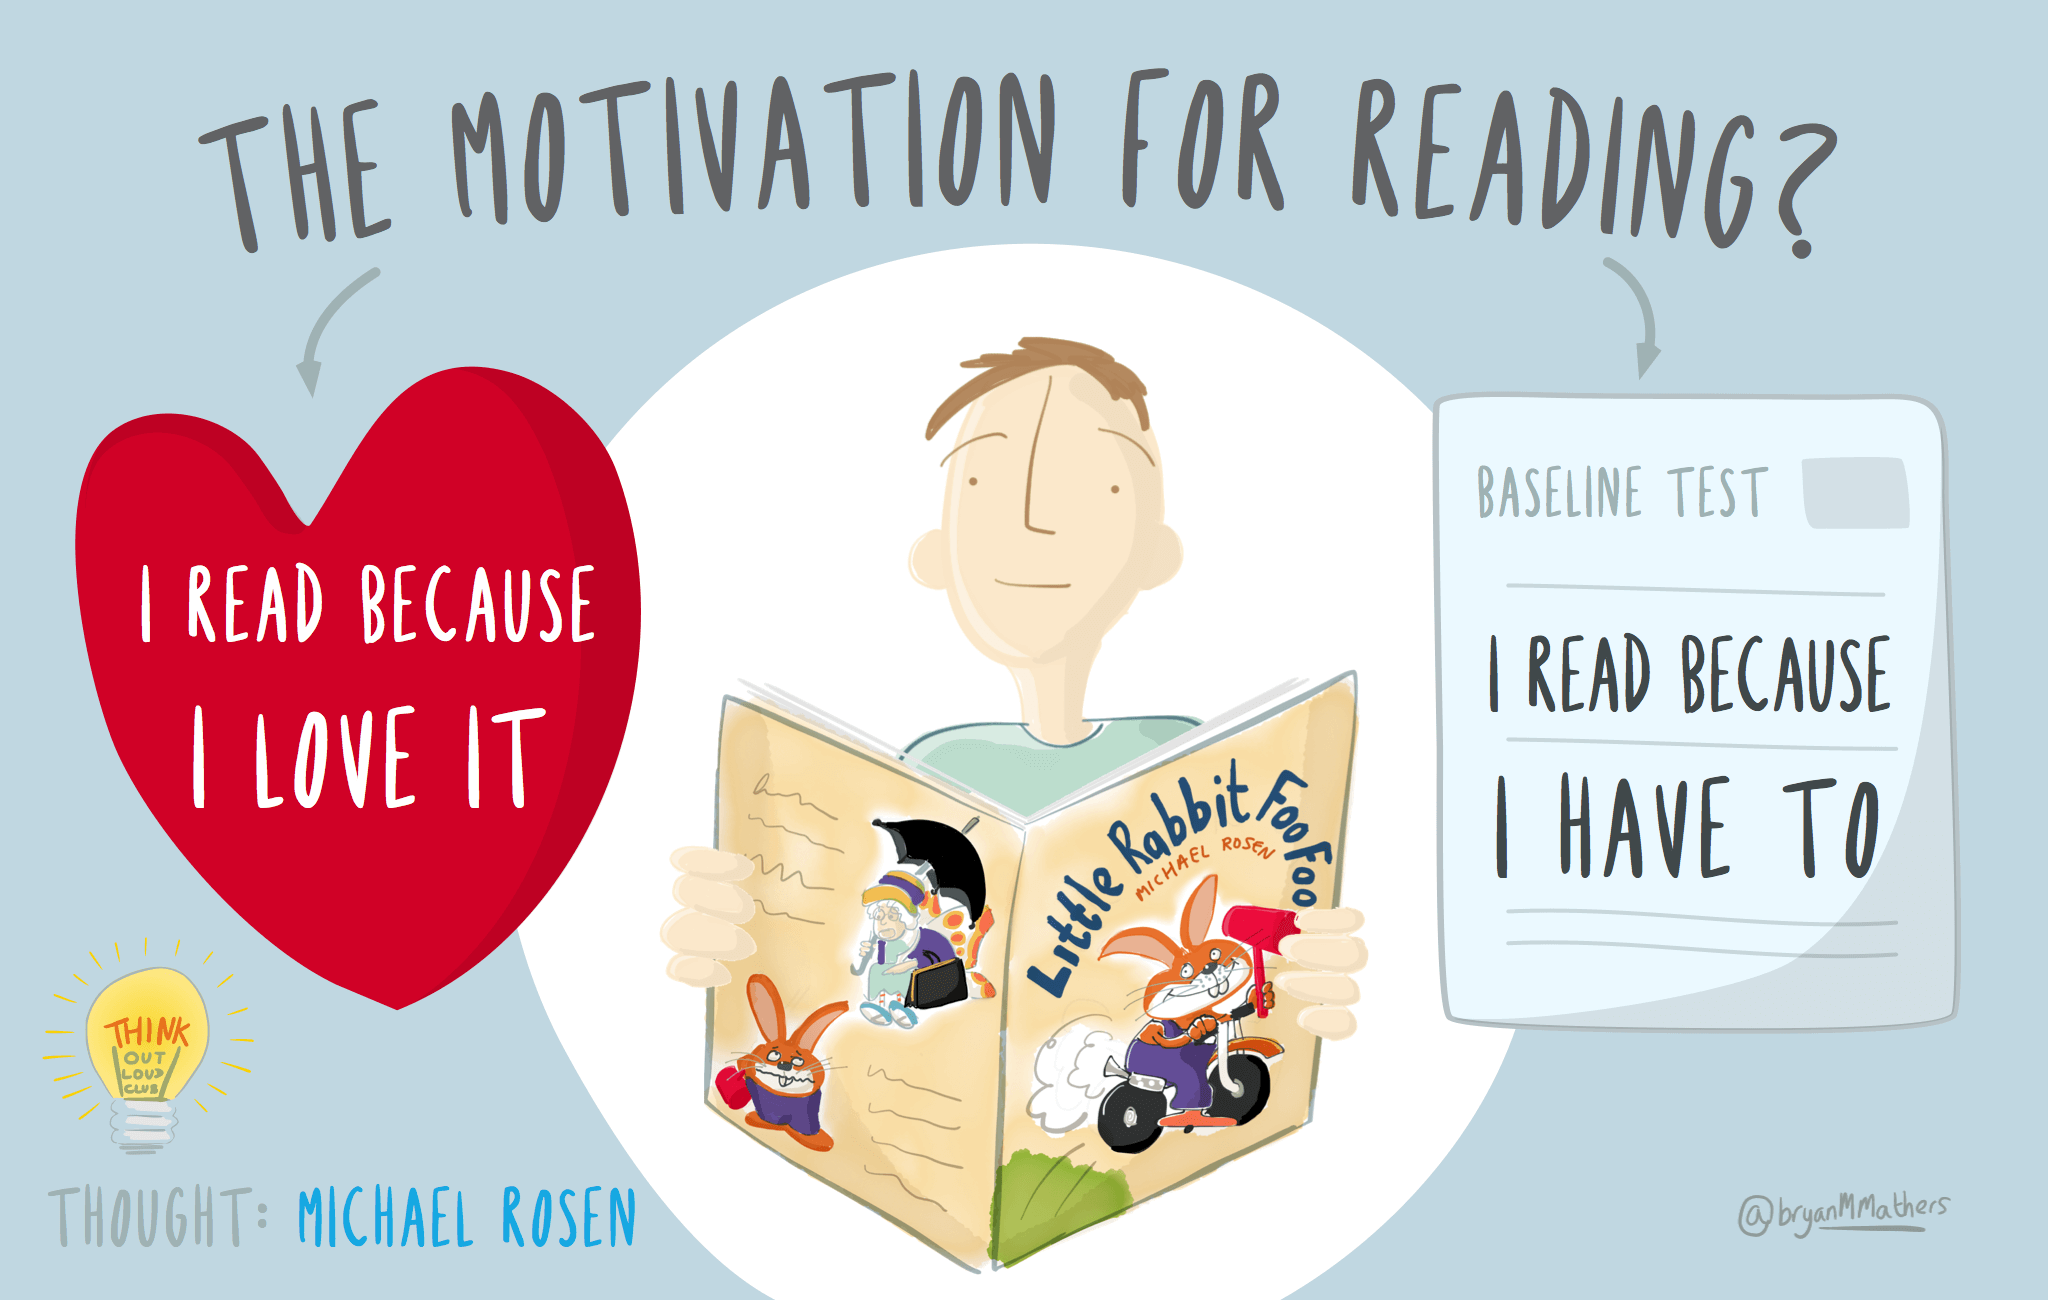 THE MOTIVATION FOR READING?
I READ BECAUSE
I LOVE IT
BASELINE TEST
I READ BECAUSE
I HAVE TO
Little Rabbit Foo Foo
MICHAEL ROSEN
THINK
OUT
LOUD
CLUB
THOUGHT: MICHAEL ROSEN
@bryanMMathers